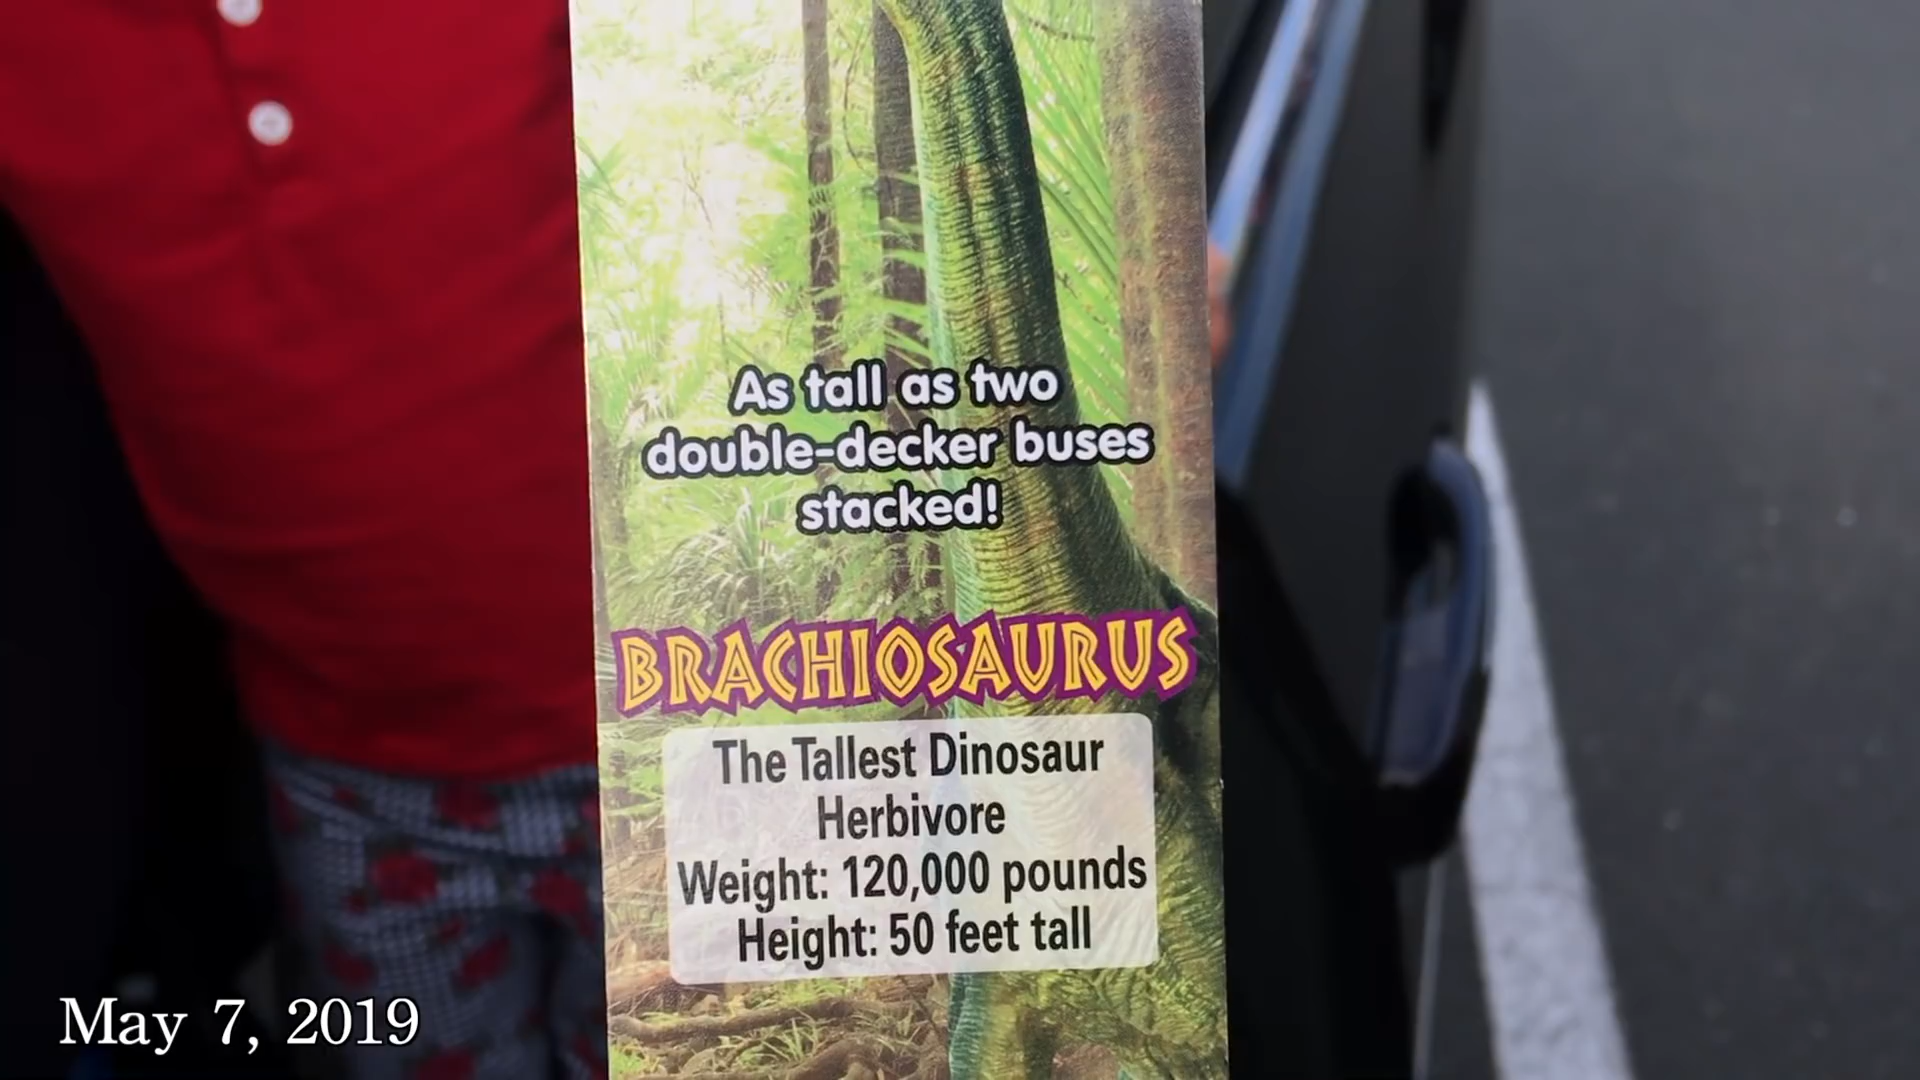 As tall as two
double-decker buses
stacked!
BRACHIOSAURUS
The Tallest Dinosaur
Herbivore
Weight: 120,000 pounds
Height: 50 feet tall
May 7, 2019